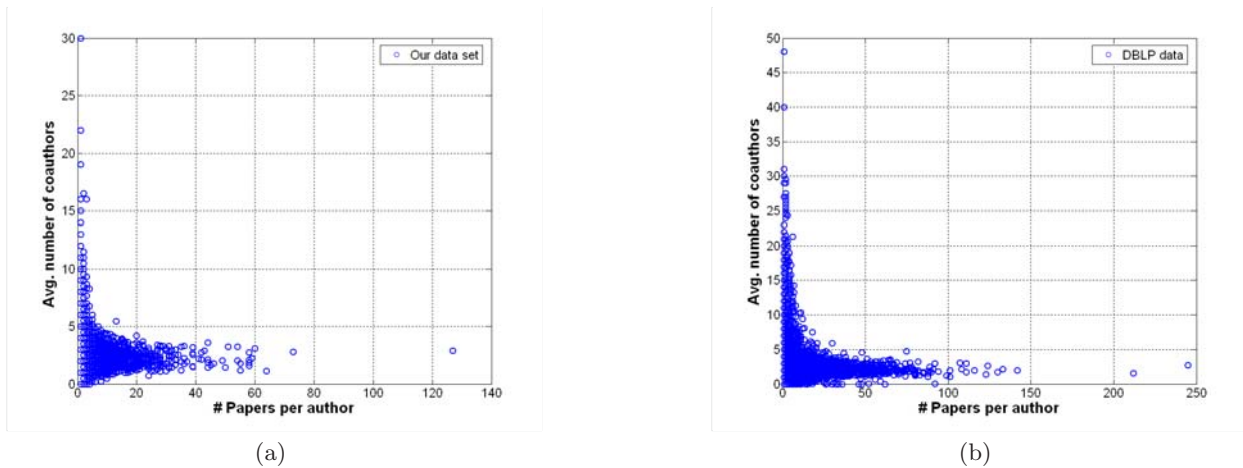 30
25
20
15
10
5
0
0 20 40 60 80 100 120 140
Avg. number of coauthors
# Papers per author
Our data set
(a)
50
45
40
35
30
25
20
15
10
5
0
0 50 100 150 200 250
Avg. number of coauthors
# Papers per author
DBLP data
(b)